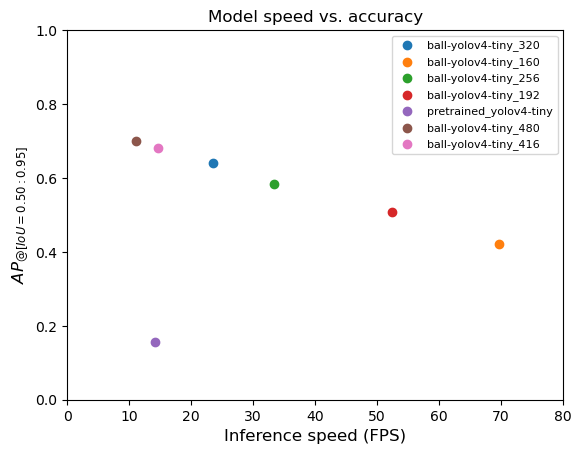 Model speed vs. accuracy
1.0
0.8
0.6
0.4
0.2
0.0
AP@[IoU=0.50:0.95]
ball-yolov4-tiny_320
ball-yolov4-tiny_160
ball-yolov4-tiny_256
ball-yolov4-tiny_192
pretrained_yolov4-tiny
ball-yolov4-tiny_480
ball-yolov4-tiny_416
0 10 20 30 40 50 60 70 80
Inference speed (FPS)